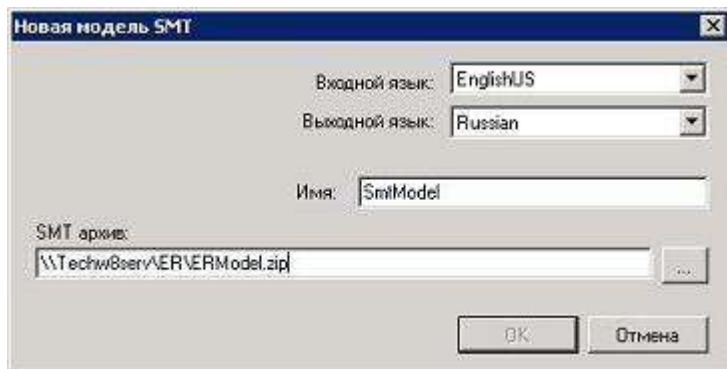 Новая модель SMT
Входной язык: EnglishUS
Выходной язык: Russian
Имя: SmtModel
SMT архив:
\\Techw8serv\ER\ERModel.zip
...
OK Отмена